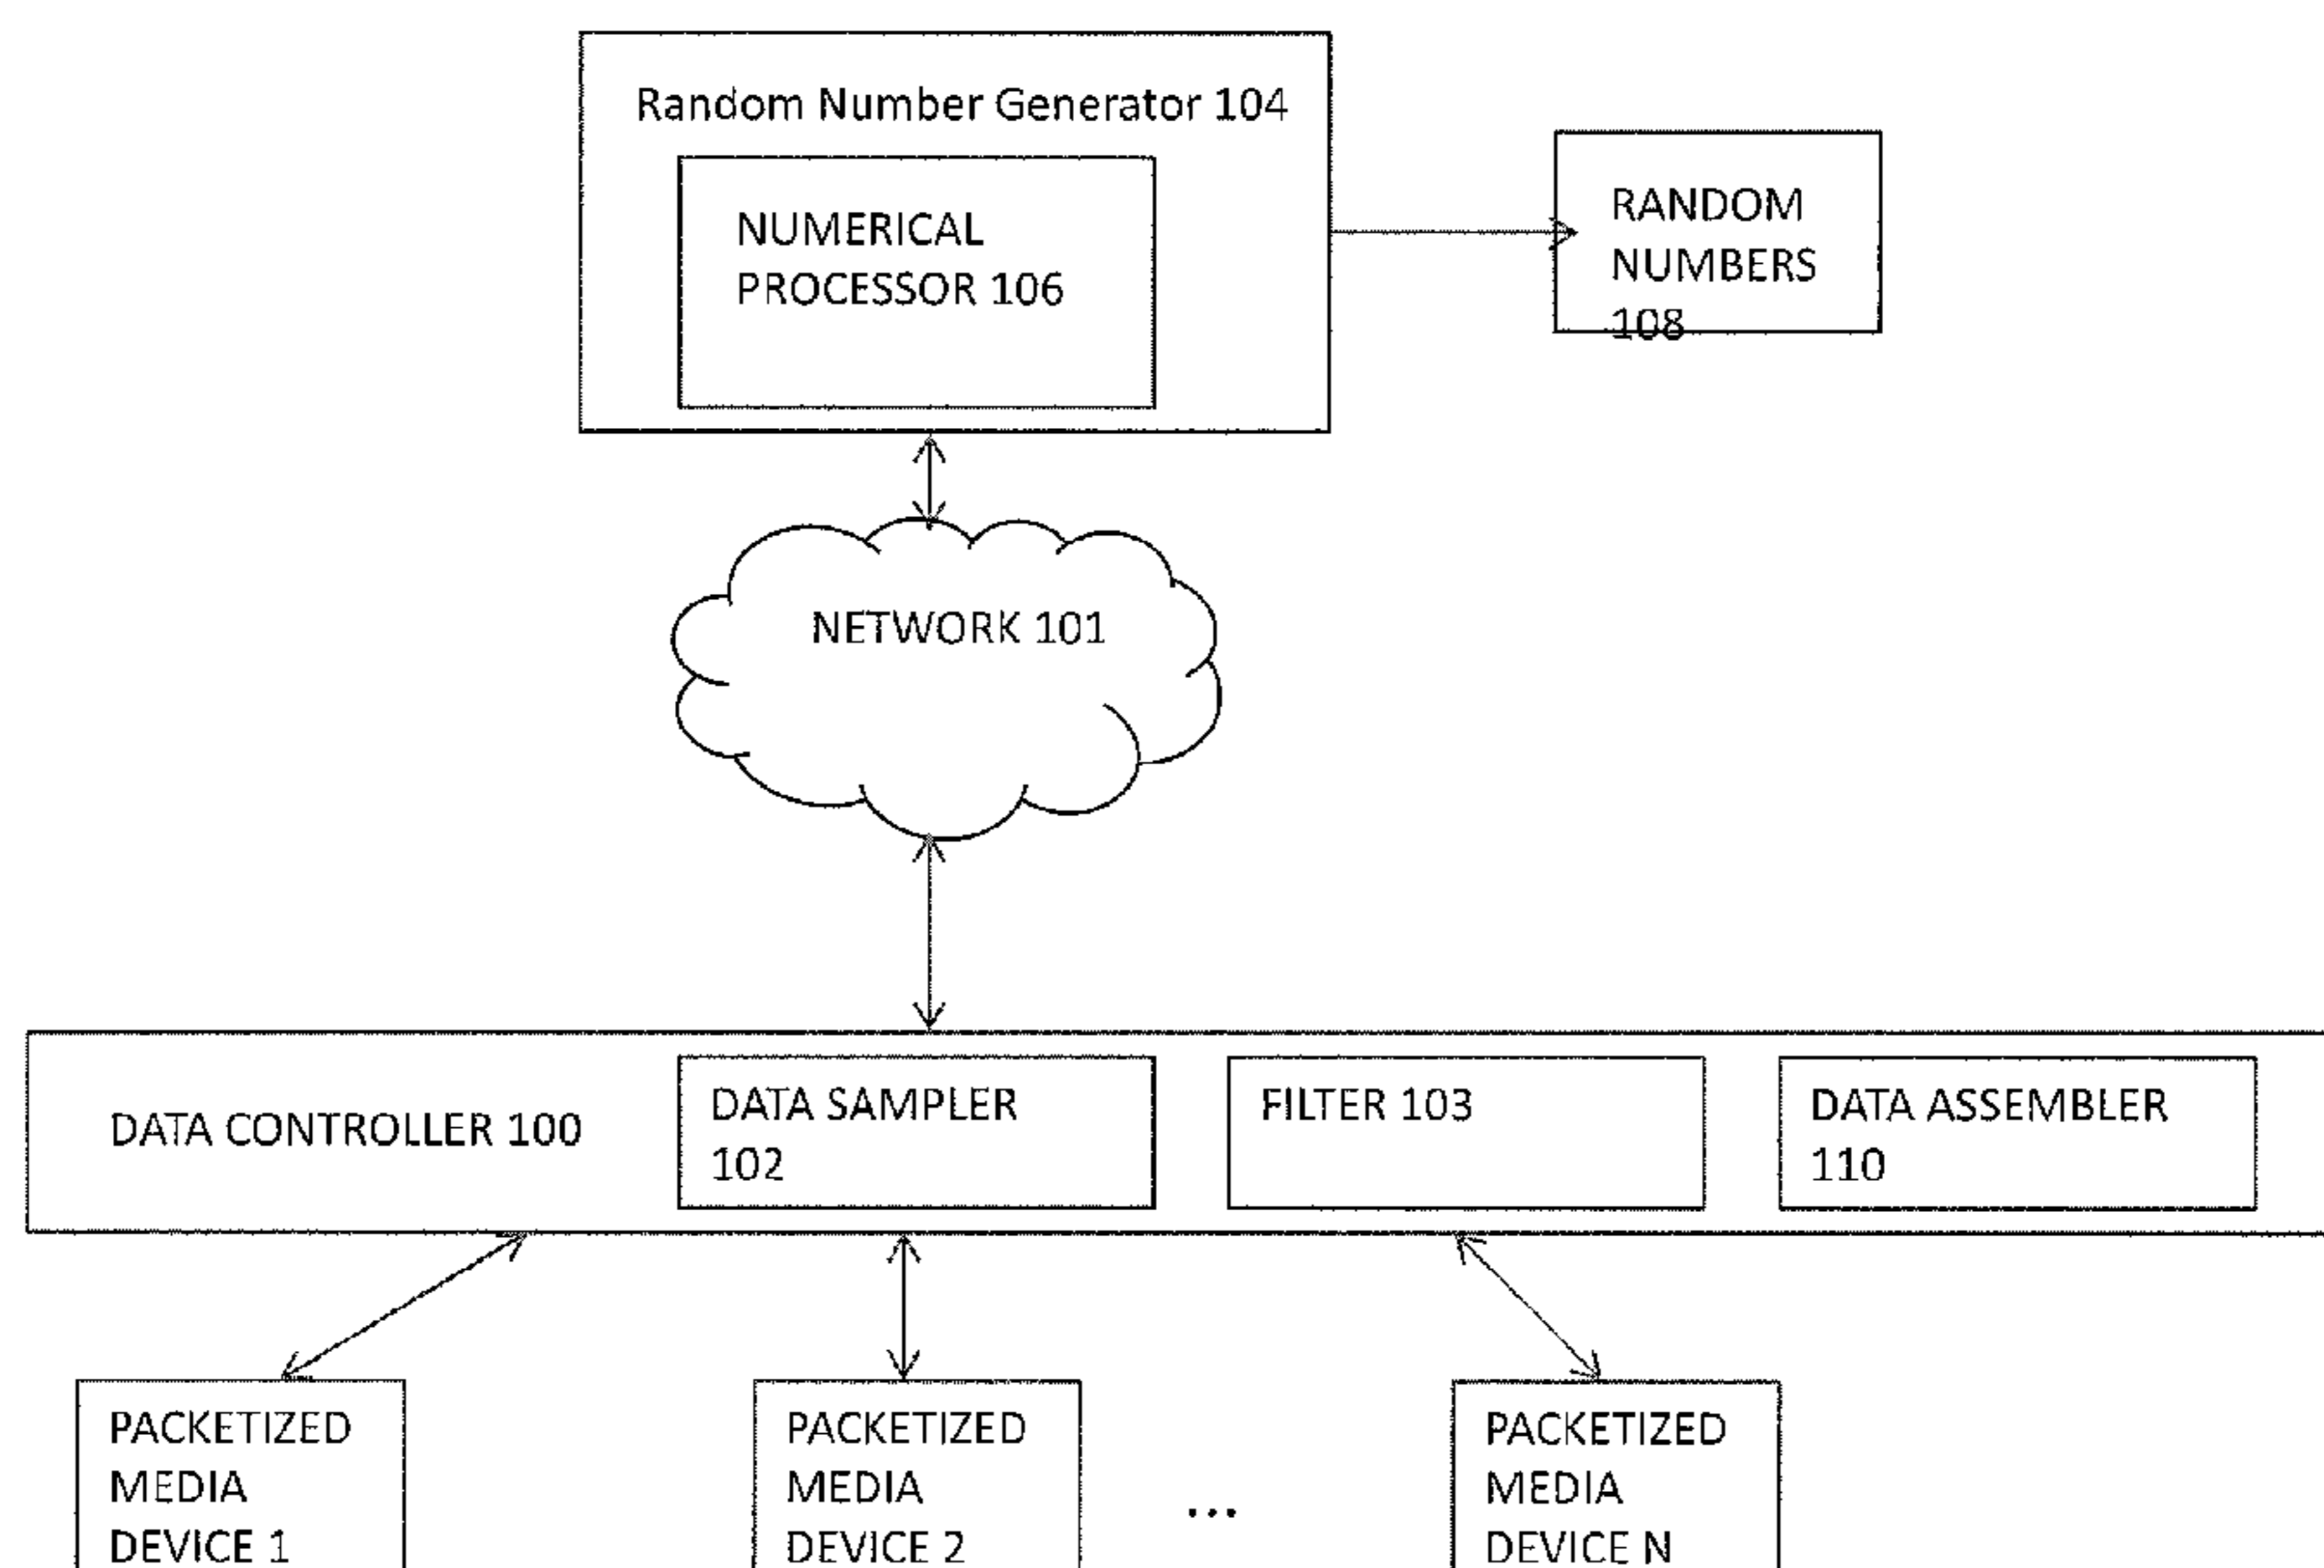 Random Number Generator 104
NUMERICAL
PROCESSOR 106
RANDOM
NUMBERS
108
NETWORK 101
DATA CONTROLLER 100
DATA SAMPLER
102
FILTER 103
DATA ASSEMBLER
110
PACKETIZED
MEDIA
DEVICE 1
PACKETIZED
MEDIA
DEVICE 2
...
PACKETIZED
MEDIA
DEVICE N